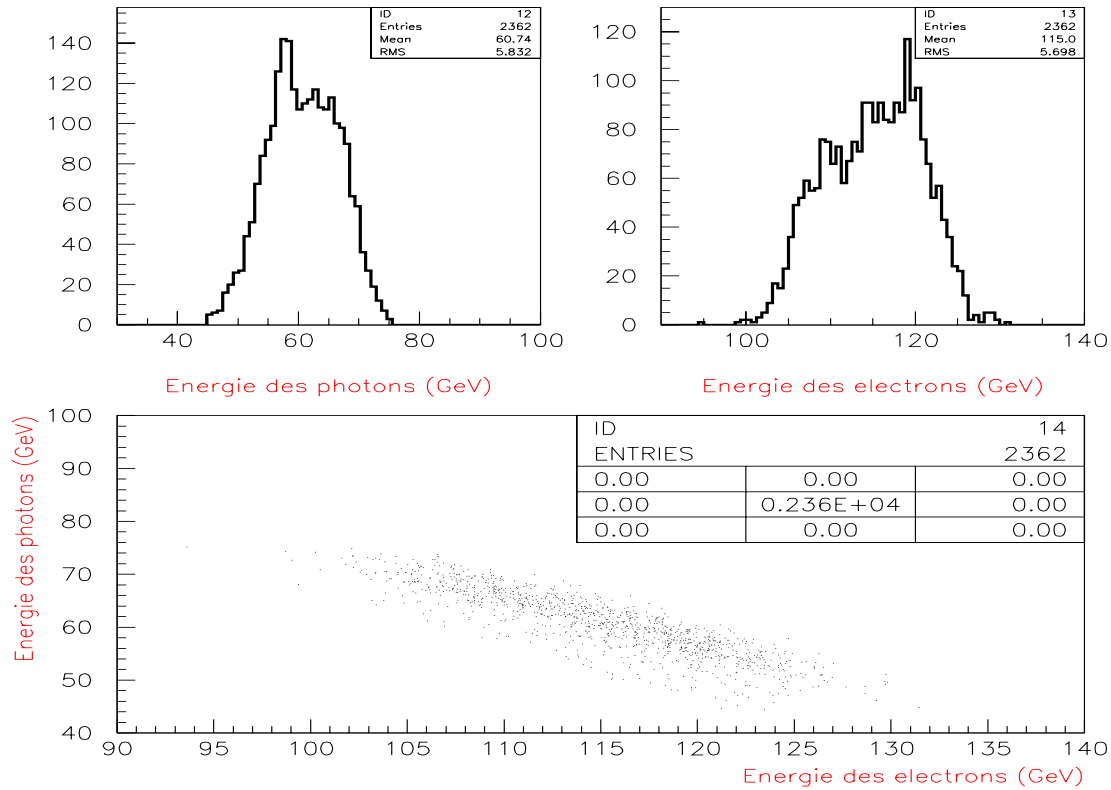 ID 12
Entries 2362
Mean 60.74
RMS 5.832
140
120
100
80
60
40
20
0
40 60 80 100
Energie des photons (GeV)
ID 13
Entries 2362
Mean 115.0
RMS 5.698
120
100
80
60
40
20
0
100 120 140
Energie des electrons (GeV)
Energie des photons (GeV)
100
90
80
70
60
50
40
ID 14
ENTRIES 2362
0.00 0.00 0.00
0.00 0.236E+04 0.00
0.00 0.00 0.00
90 95 100 105 110 115 120 125 130 135 140
Energie des electrons (GeV)